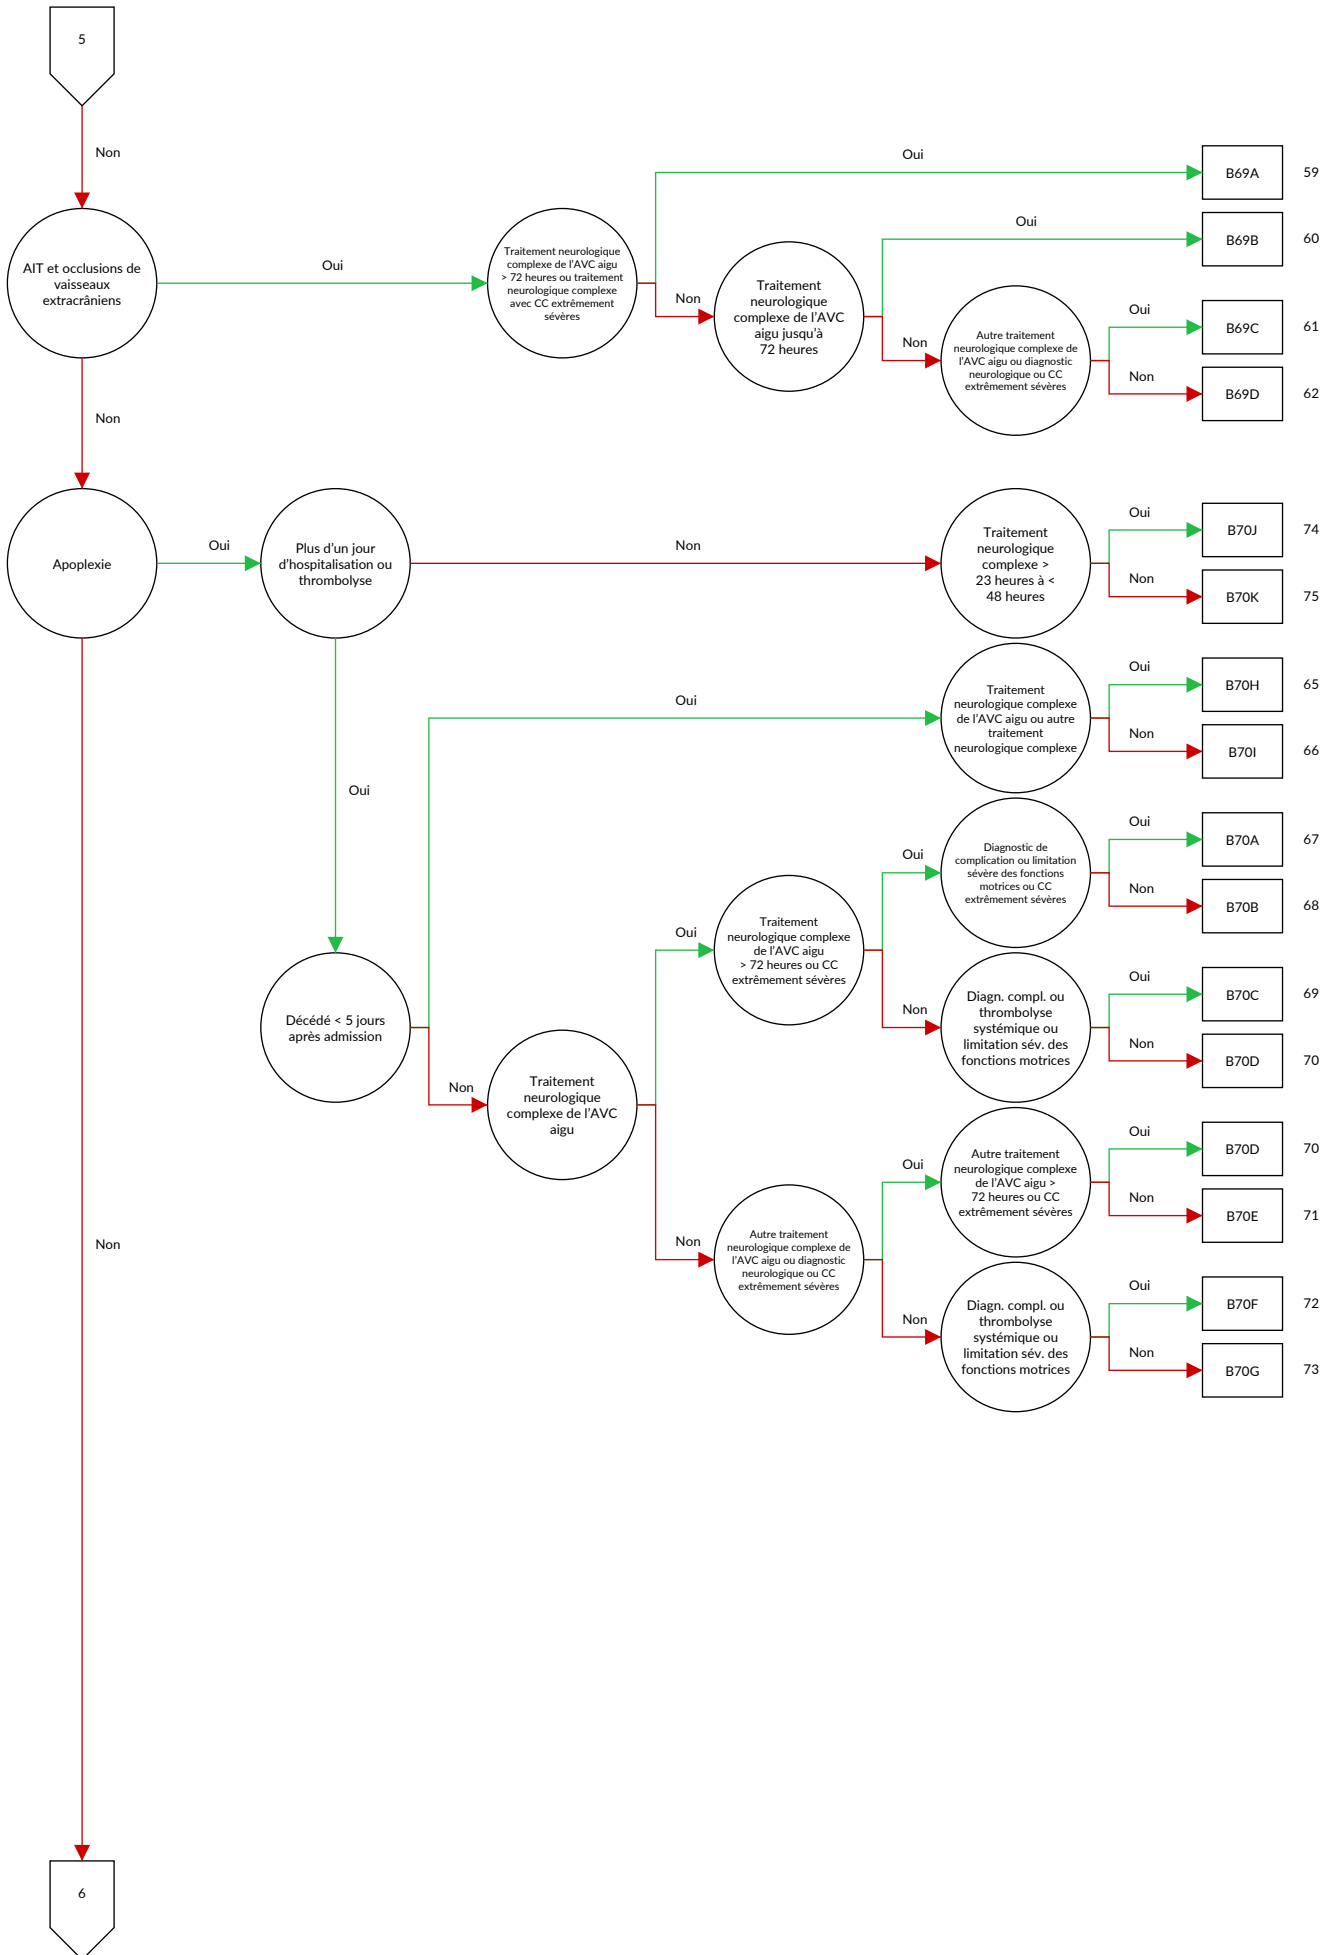 5
Non
AIT et occlusions de
vaisseaux
extracrâniens
Oui
Traitement neurologique
complexe de l'AVC aigu
> 72 heures ou traitement
neurologique complexe
avec CC extrêmement
sévères
Oui
B69A
59
Non
Traitement
neurologique
complexe de l'AVC
aigu jusqu'à
72 heures
Oui
B69B
60
Non
Autre traitement
neurologique complexe de
l'AVC aigu ou diagnostic
neurologique ou CC
extrêmement sévères
Oui
B69C
61
Non
B69D
62
Non
Apoplexie
Oui
Plus d'un jour
d'hospitalisation ou
thrombolyse
Non
Traitement
neurologique
complexe >
23 heures à <
48 heures
Oui
B70J
74
Non
B70K
75
Oui
Décédé < 5 jours
après admission
Oui
Traitement
neurologique complexe
de l'AVC aigu ou autre
traitement
neurologique complexe
Oui
B70H
65
Non
B70I
66
Non
Traitement
neurologique
complexe de l'AVC
aigu
Oui
Traitement
neurologique complexe
de l'AVC aigu
> 72 heures ou CC
extrêmement sévères
Oui
Diagnostic de
complication ou limitation
sévère des fonctions
motrices ou CC
extrêmement sévères
Oui
B70A
67
Non
B70B
68
Non
Diagn. compl. ou
thrombolyse
systémique ou
limitation sév. des
fonctions motrices
Oui
B70C
69
Non
B70D
70
Non
Autre traitement
neurologique complexe de
l'AVC aigu ou diagnostic
neurologique ou CC
extrêmement sévères
Oui
Autre traitement
neurologique complexe
de l'AVC aigu >
72 heures ou CC
extrêmement sévères
Oui
B70D
70
Non
B70E
71
Non
Diagn. compl. ou
thrombolyse
systémique ou
limitation sév. des
fonctions motrices
Oui
B70F
72
Non
B70G
73
Non
6